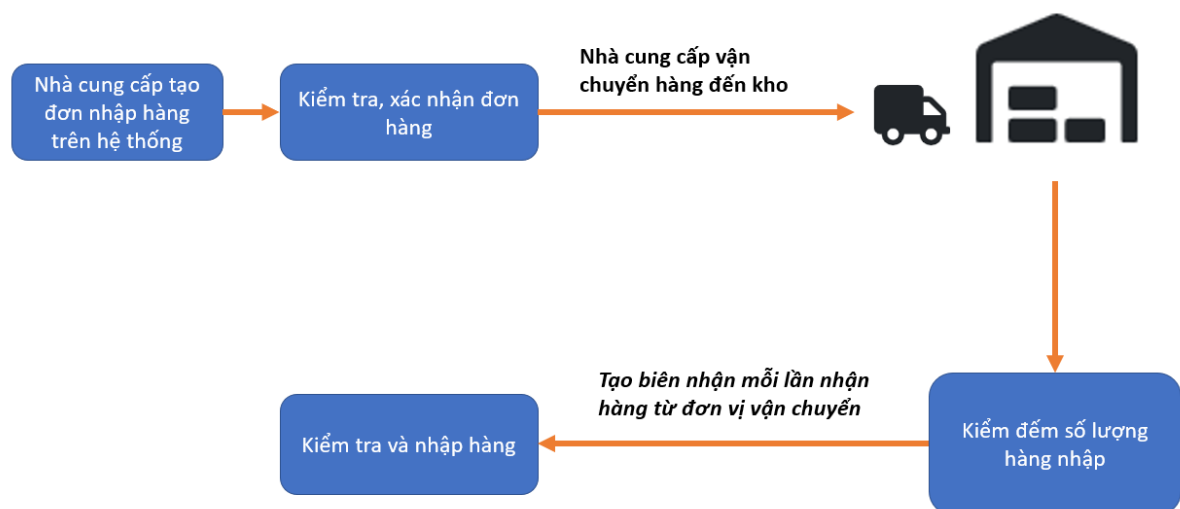 Nhà cung cấp tạo
đơn nhập hàng
trên hệ thống
Kiểm tra, xác nhận đơn
hàng
Nhà cung cấp vận
chuyển hàng đến kho
Kiểm đếm số lượng
hàng nhập
Tạo biên nhận mỗi lần nhận
hàng từ đơn vị vận chuyển
Kiểm tra và nhập hàng